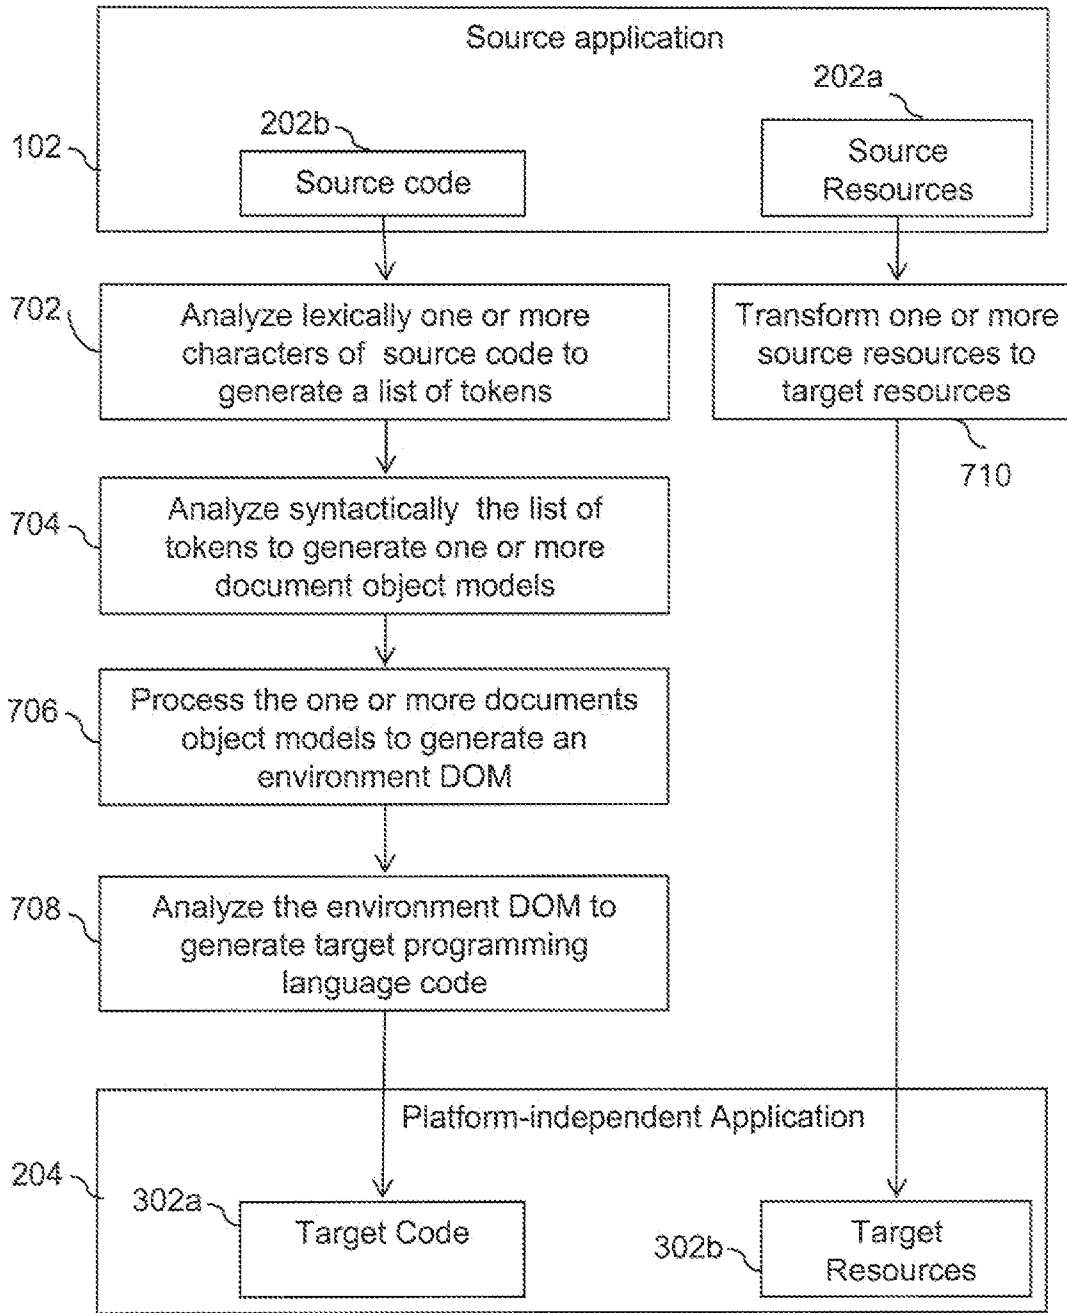 Source application
202a
202b
102
Source code
Source
Resources
702
Analyze lexically one or more
characters of source code to
generate a list of tokens
Transform one or more
source resources to
target resources
710
704
Analyze syntactically the list of
tokens to generate one or more
document object models
706
Process the one or more documents
object models to generate an
environment DOM
708
Analyze the environment DOM to
generate target programming
language code
Platform-independent Application
204
302a
Target Code
302b
Target
Resources